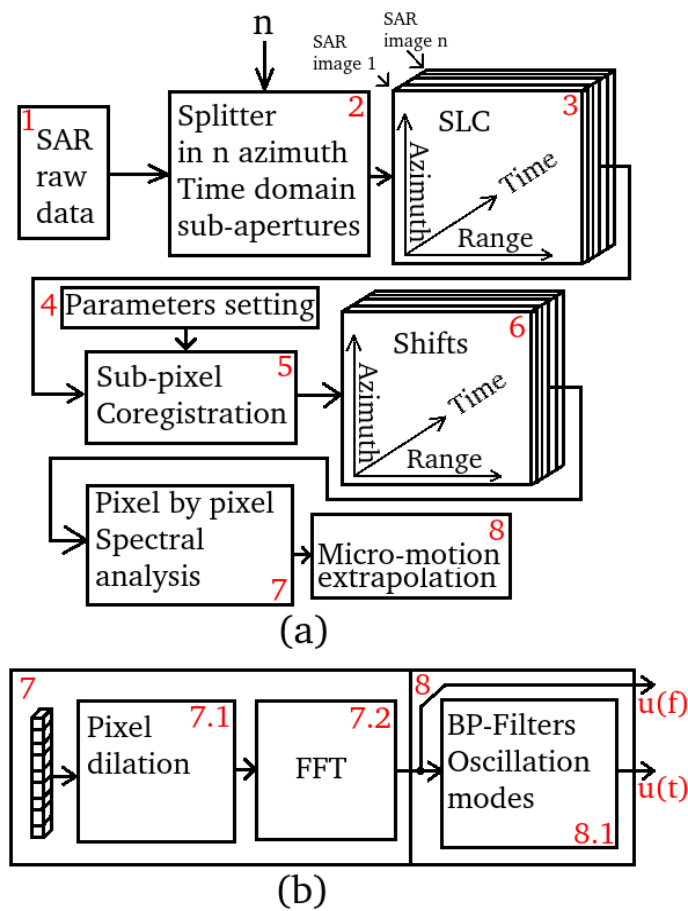 n
SAR
image 1
SAR
image n
1
SAR
raw
data
2
Splitter
in n azimuth
Time domain
sub-apertures
3
SLC
Azimuth
Time
Range
4
Parameters setting
5
Sub-pixel
Coregistration
6
Shifts
Azimuth
Time
Range
Pixel by pixel
Spectral
analysis
7
8
Micro-motion
extrapolation
(a)
7
7.1
Pixel
dilation
7.2
FFT
8
BP-Filters
Oscillation
modes
8.1
u(f)
u(t)
(b)